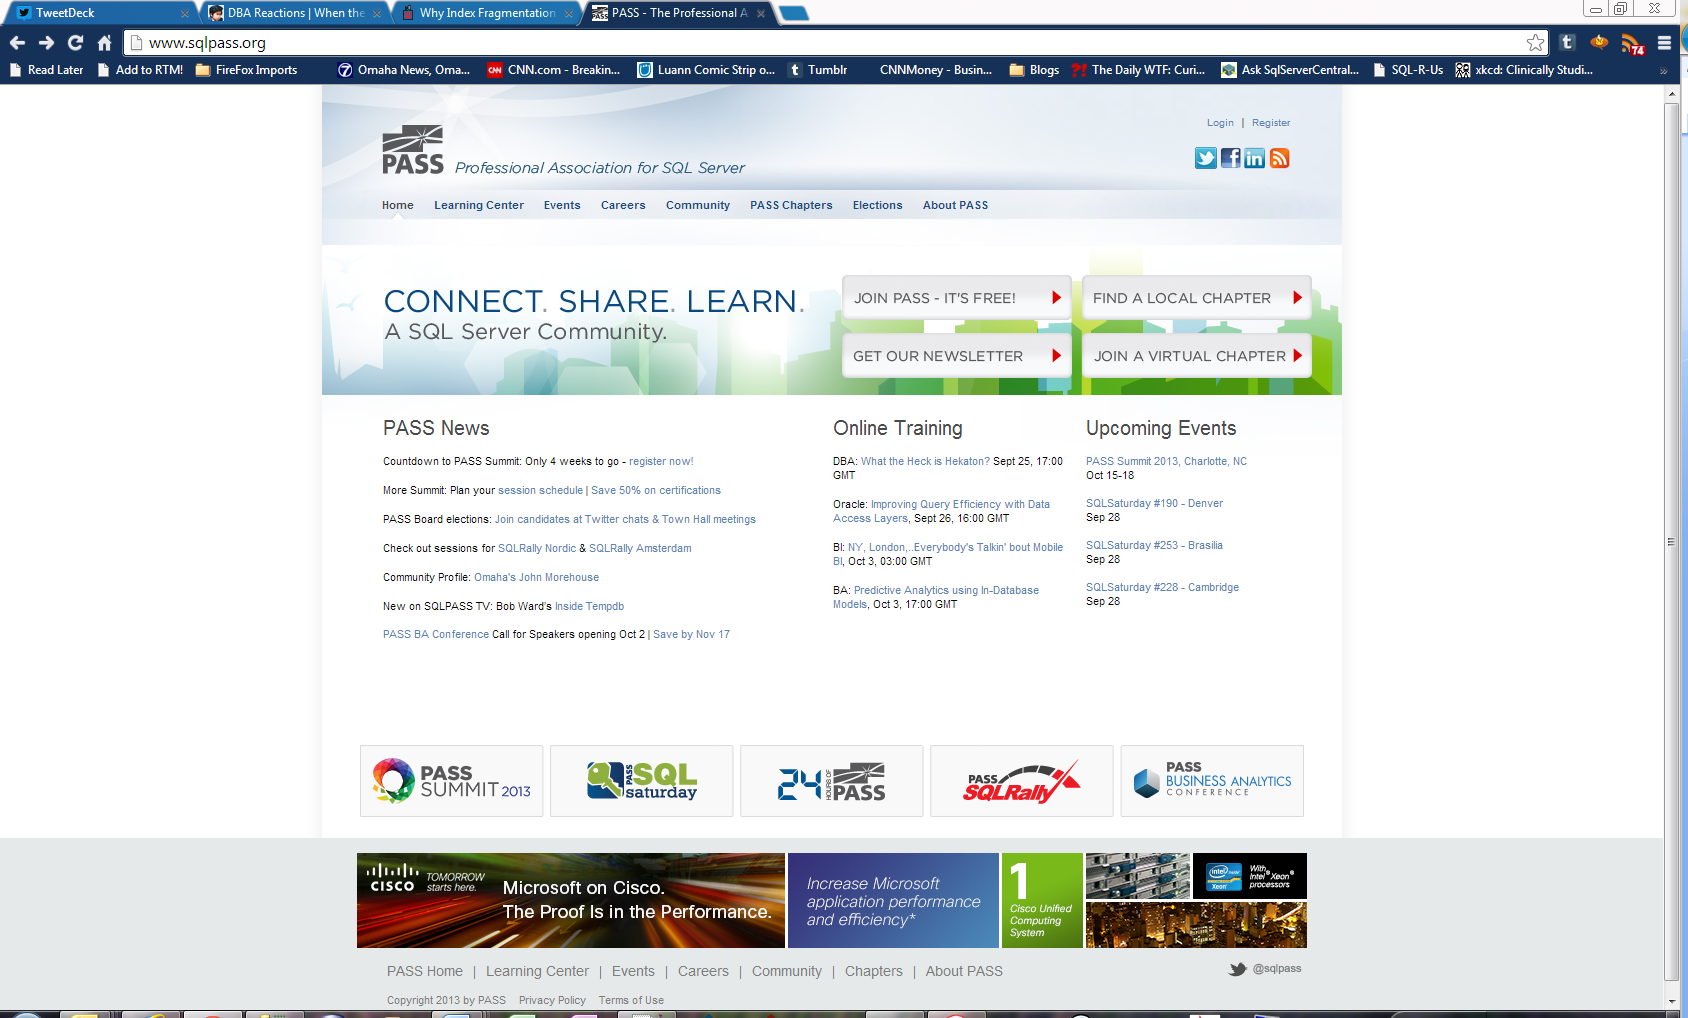 TweetDeck
DBA Reactions | When the
Why Index Fragmentation
PASS - The Professional A
www.sqlpass.org
74
Read Later
Add to RTM!
FireFox Imports
Omaha News, Oma...
CNN.com - Breakin...
Luann Comic Strip o...
Tumblr
CNNMoney - Busin...
Blogs
The Daily WTF: Curi...
Ask SqlServerCentral...
SQL-R-Us
xkcd: Clinically Studi...
Login | Register
PASS Professional Association for SQL Server
Home Learning Center Events Careers Community PASS Chapters Elections About PASS
CONNECT. SHARE. LEARN.
A SQL Server Community.
JOIN PASS - IT'S FREE!
FIND A LOCAL CHAPTER
GET OUR NEWSLETTER
JOIN A VIRTUAL CHAPTER
PASS News
Countdown to PASS Summit: Only 4 weeks to go - register now!
More Summit: Plan your session schedule | Save 50% on certifications
PASS Board elections: Join candidates at Twitter chats & Town Hall meetings
Check out sessions for SQLRally Nordic & SQLRally Amsterdam
Community Profile: Omaha's John Morehouse
New on SQLPASS TV: Bob Ward's Inside Tempdb
PASS BA Conference Call for Speakers opening Oct 2 | Save by Nov 17
Online Training
DBA: What the Heck is Hekaton? Sept 25, 17:00
GMT
Oracle: Improving Query Efficiency with Data
Access Layers, Sept 26, 16:00 GMT
BI: NY, London,..Everybody's Talkin' bout Mobile
BI, Oct 3, 03:00 GMT
BA: Predictive Analytics using In-Database
Models, Oct 3, 17:00 GMT
Upcoming Events
PASS Summit 2013, Charlotte, NC
Oct 15-18
SQLSaturday #190 - Denver
Sep 28
SQLSaturday #253 - Brasilia
Sep 28
SQLSaturday #228 - Cambridge
Sep 28
PASS
SUMMIT 2013
PASS SQL
saturday
24 HOURS OF PASS
PASS
SQLRally
PASS
BUSINESS ANALYTICS
CONFERENCE
CISCO
TOMORROW
starts here.
Microsoft on Cisco.
The Proof Is in the Performance.
Increase Microsoft
application performance
and efficiency*
1
Cisco Unified
Computing
System
intel
Xeon
With
Intel® Xeon®
processors
PASS Home | Learning Center | Events | Careers | Community | Chapters | About PASS
@sqlpass
Copyright 2013 by PASS Privacy Policy Terms of Use